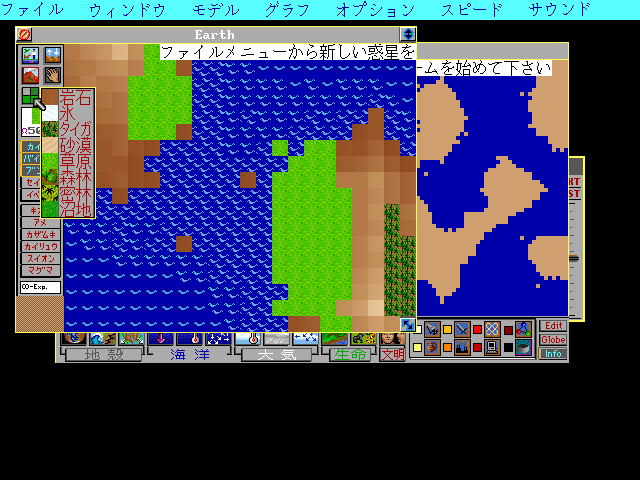 ファイル ウィンドウ モデル グラフ オプション スピード サウンド
Earth
ファイルメニューから新しい惑星を
ームを始めて下さい
岩石
氷
タイガ
砂漠
草原
森林
密林
沼地
カゼムキ
カイリュウ
スイオン
マグマ
CO-Exp.
地殻 海洋 大気 生命 文明
Edit
Globe
Info